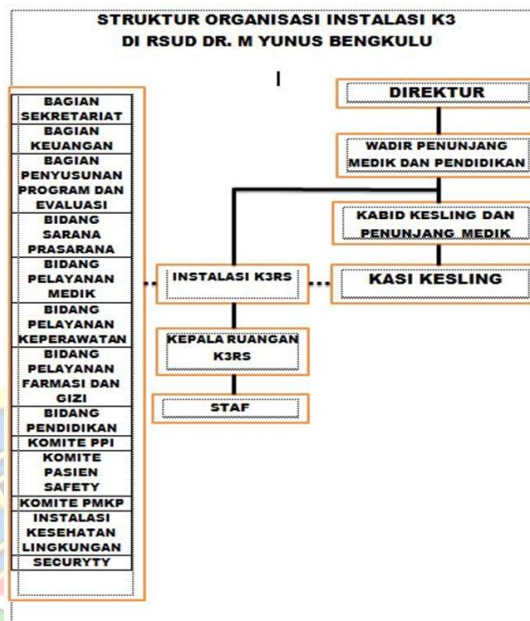 STRUKTUR ORGANISASI INSTALASI K3
DI RSUD DR. M YUNUS BENGKULU
BAGIAN
SEKRETARIAT
BAGIAN
KEUANGAN
BAGIAN
PENYUSUNAN
PROGRAM DAN
EVALUASI
BIDANG
SARANA
PRASARANA
BIDANG
PELAYANAN
MEDIK
BIDANG
PELAYANAN
KEPERAWATAN
BIDANG
PELAYANAN
FARMASI DAN
GIZI
BIDANG
PENDIDIKAN
KOMITE PPI
KOMITE
PASIEN
SAFETY
KOMITE PMKP
INSTALASI
KESEHATAN
LINGKUNGAN
SECURYTY
DIREKTUR
WADIR PENUNJANG
MEDIK DAN PENDIDIKAN
KABID KESLING DAN
PENUNJANG MEDIK
INSTALASI K3RS
KASI KESLING
KEPALA RUANGAN
K3RS
STAF